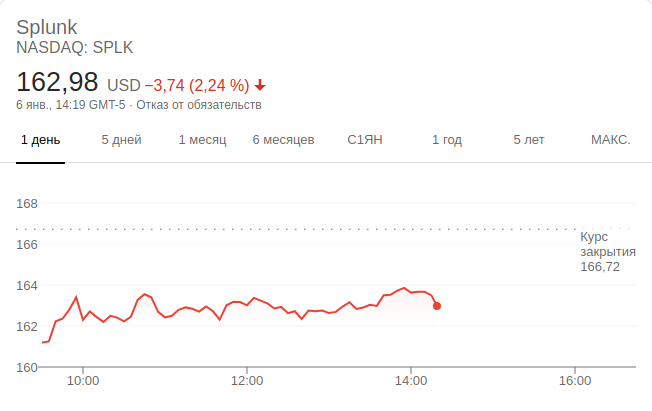 Splunk
NASDAQ: SPLK
162,98 USD −3,74 (2,24 %)
6 янв., 14:19 GMT-5 · Отказ от обязательств
1 день 5 дней 1 месяц 6 месяцев С1ЯН 1 год 5 лет МАКС.
168
166
164
162
160
Курс
закрытия
166,72
10:00 12:00 14:00 16:00